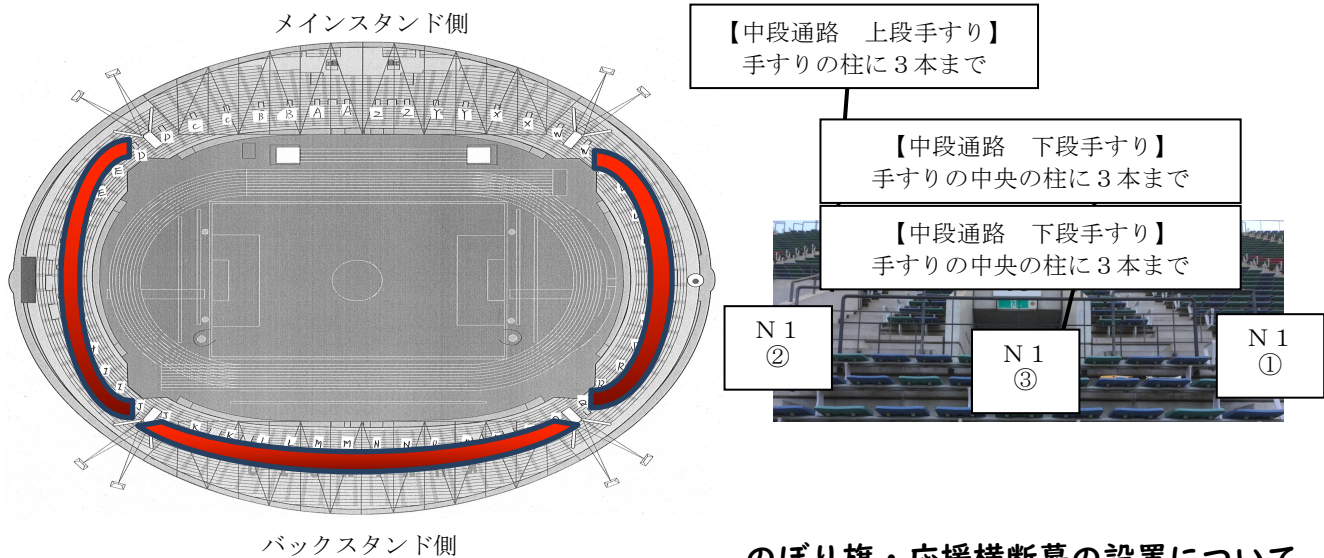 メインスタンド側
【中段通路　上段手すり】
手すりの柱に３本まで
【中段通路　下段手すり】
手すりの中央の柱に３本まで
【中段通路　下段手すり】
手すりの中央の柱に３本まで
Ｎ１
②
Ｎ１
③
Ｎ１
①
D D C C B B A A Z Z Y Y X X W W
E
E
I
I
J J K K L L M M N N
R
Q
バックスタンド側
のぼり旗・応援横断幕の設置について